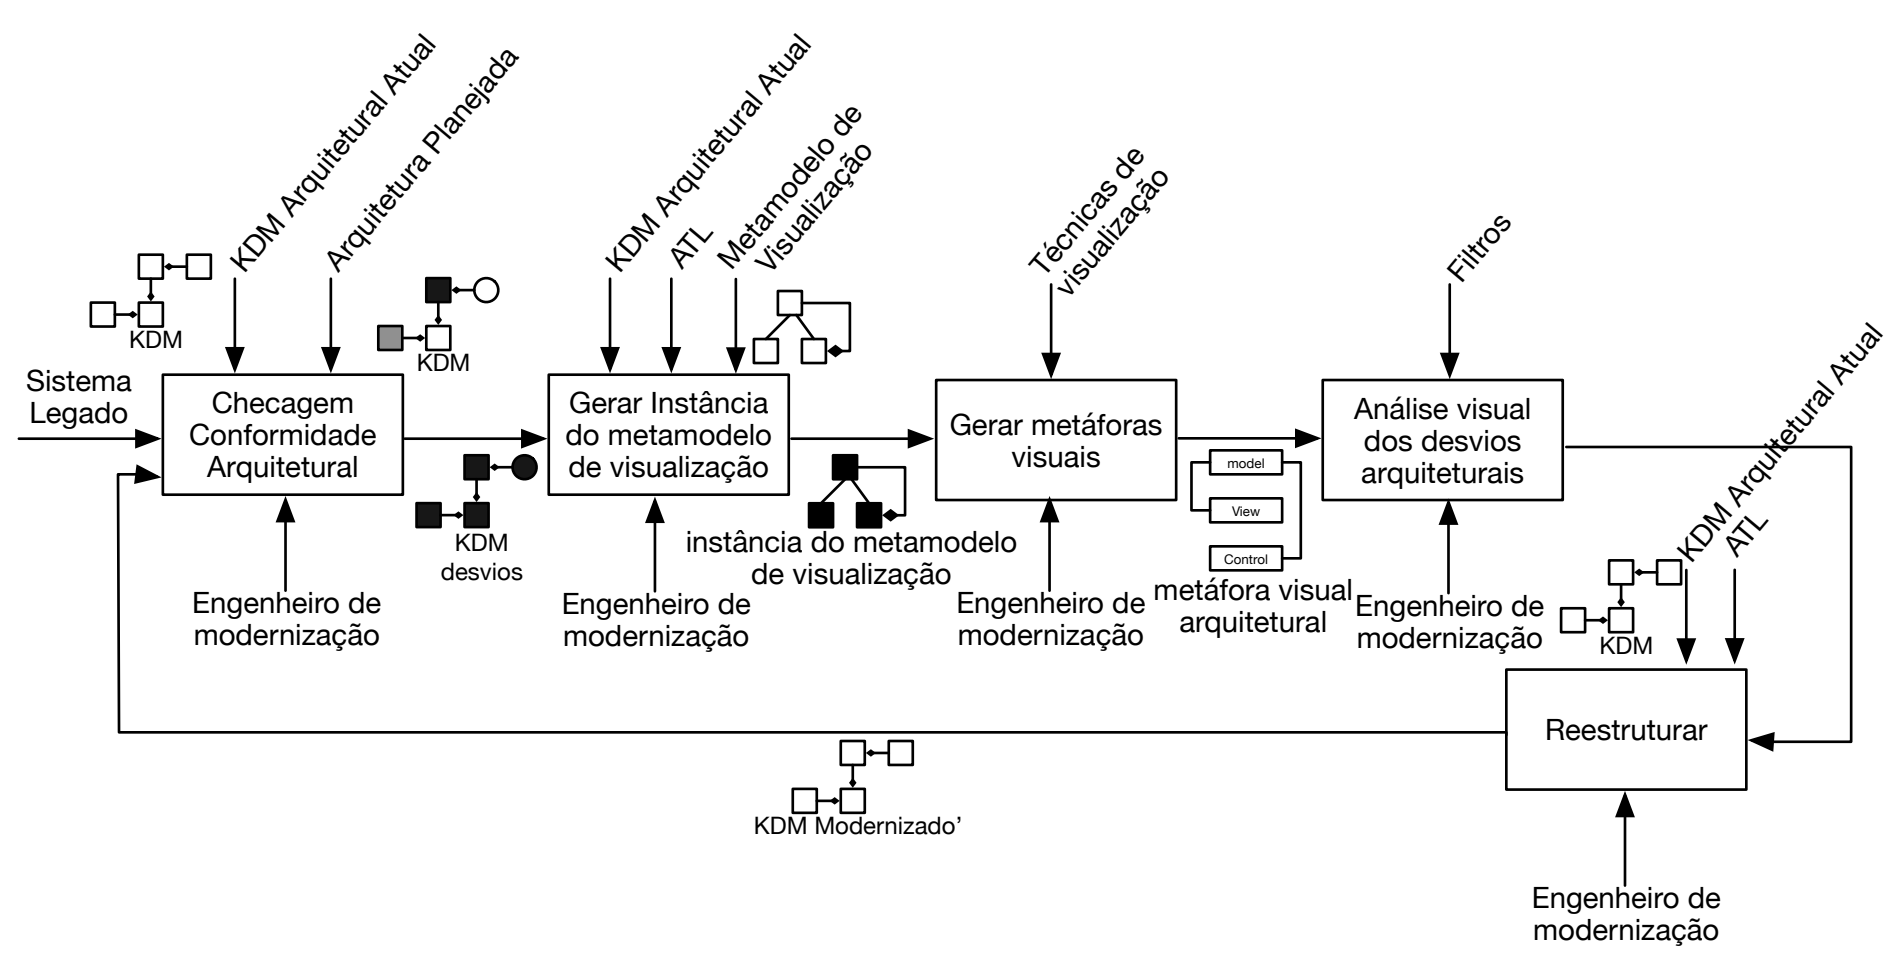 KDM Arquitetural Atual
Arquitetura Planejada
KDM
KDM
Sistema
Legado
Checagem
Conformidade
Arquitetural
Engenheiro de
modernização
KDM
desvios
KDM Arquitetural Atual
ATL
Metamodelo de
Visualização
Gerar Instância
do metamodelo
de visualização
Engenheiro de
modernização
instância do metamodelo
de visualização
Técnicas de
visualização
Gerar metáforas
visuais
Engenheiro de
modernização
model
View
Control
metáfora visual
arquitetural
Filtros
Análise visual
dos desvios
arquiteturais
Engenheiro de
modernização
KDM Arquitetural Atual
ATL
KDM
Reestruturar
Engenheiro de
modernização
KDM Modernizado’